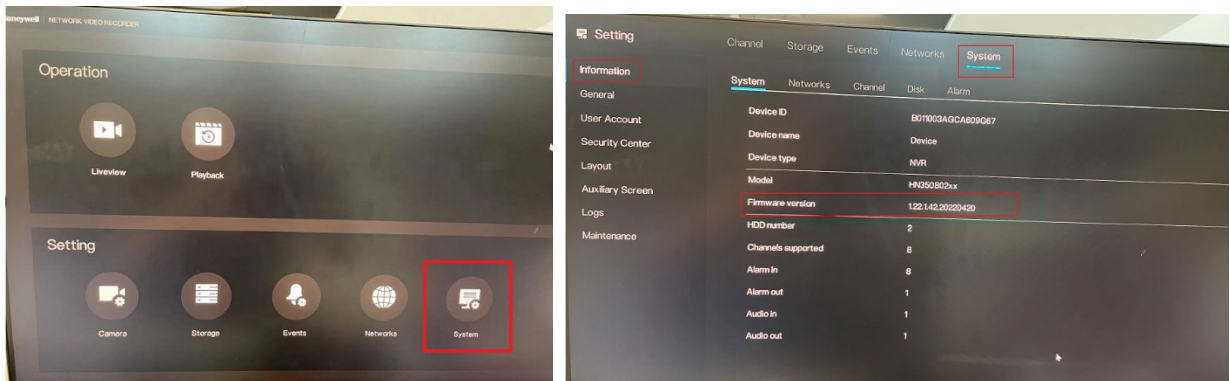 oneywell NETWORK VIDEO RECORDER
Operation
Liveview Playback
Setting
Camera Storage Events Networks System
Setting
Channel Storage Events Networks System
Information
General
User Account
Security Center
Layout
Auxiliary Screen
Logs
Maintenance
System Networks Channel Disk Alarm
Device ID B011003AGCA609G67
Device name Device
Device type NVR
Model HN350802xx
Firmware version 1.22.1.42.20220420
HDD number 2
Channels supported 8
Alarm in 8
Alarm out 1
Audio in 1
Audio out 1